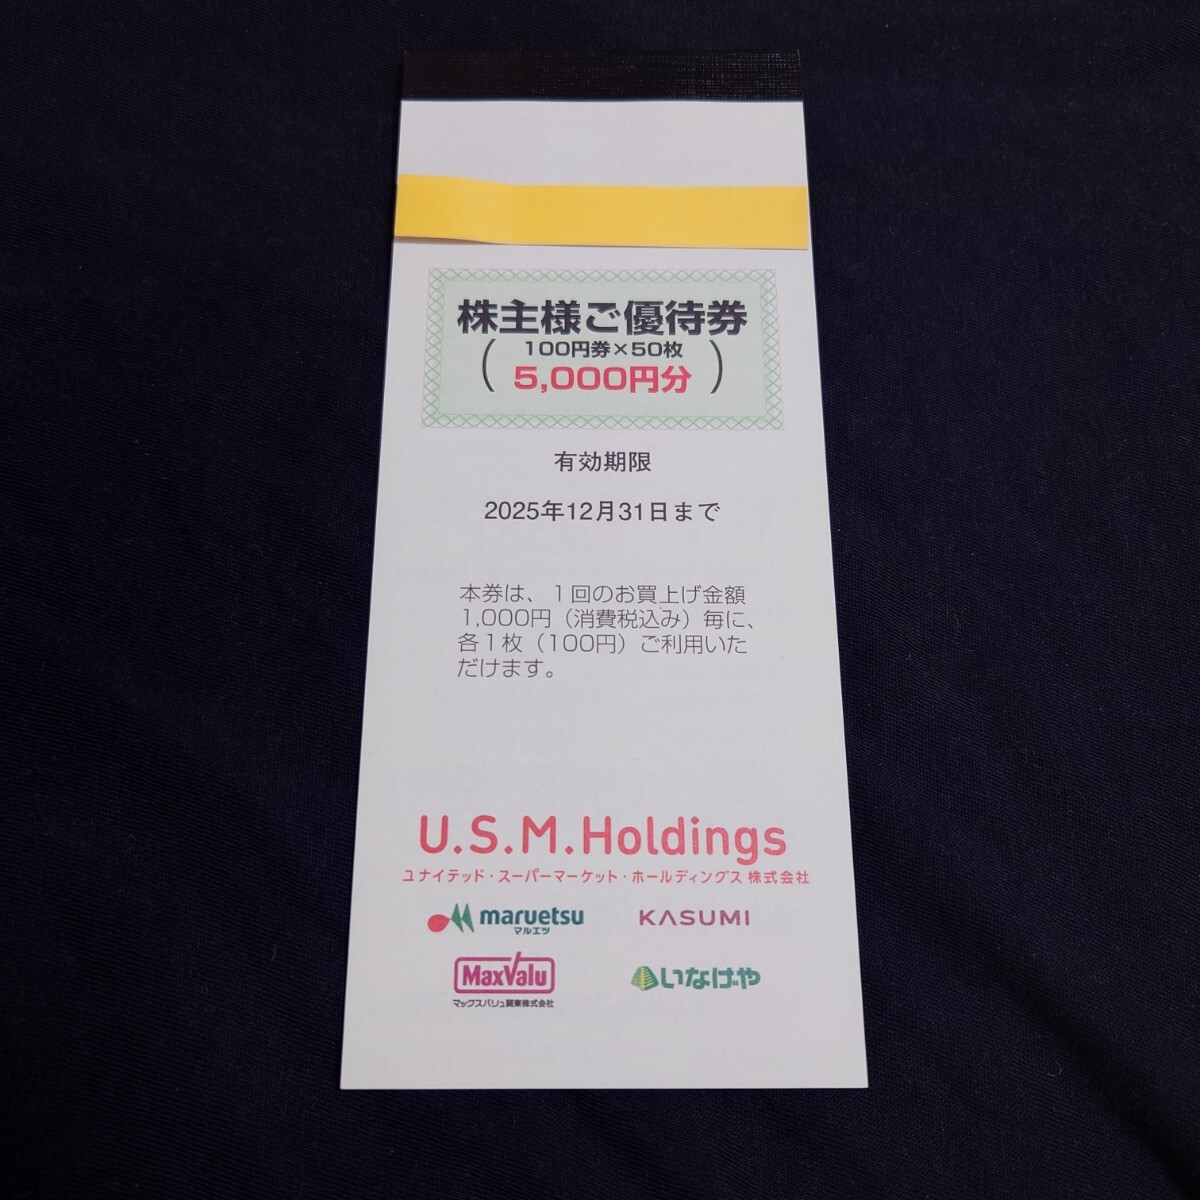 株主様ご優待券
(100円券×50枚
5,000円分)
有効期限
2025年12月31日まで
本券は、1回のお買上げ金額
1,000円（消費税込み）毎に、
各1枚（100円）ご利用いた
だけます。
U.S.M.Holdings
ユナイテッド・スーパーマーケット・ホールディングス 株式会社
maruetsu KASUMI
マルエツ
MaxValu いなげや
マックスバリュ関東株式会社